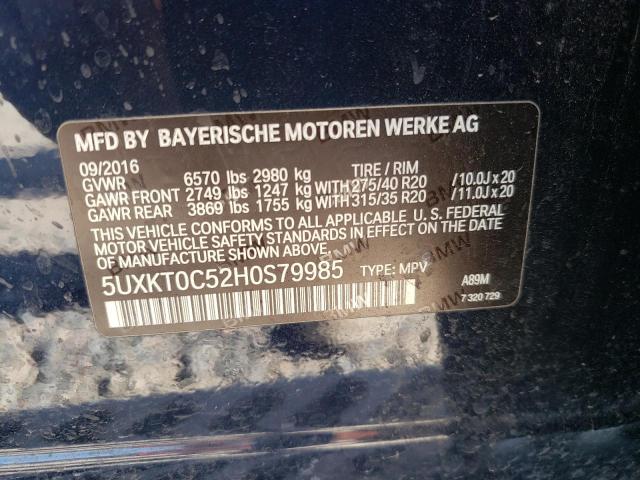 MFD BY BAYERISCHE MOTOREN WERKE AG
09/2016 TIRE / RIM
GVWR 6570 lbs 2980 kg
GAWR FRONT 2749 lbs 1247 kg WITH 275/40 R20 / 10.0J x 20
GAWR REAR 3869 lbs 1755 kg WITH 315/35 R20 / 11.0J x 20
THIS VEHICLE CONFORMS TO ALL APPLICABLE U. S. FEDERAL
MOTOR VEHICLE SAFETY STANDARDS IN EFFECT ON THE DATE
OF MANUFACTURE SHOWN ABOVE.
5UXKT0C52H0S79985 TYPE: MPV A89M
7 320 729